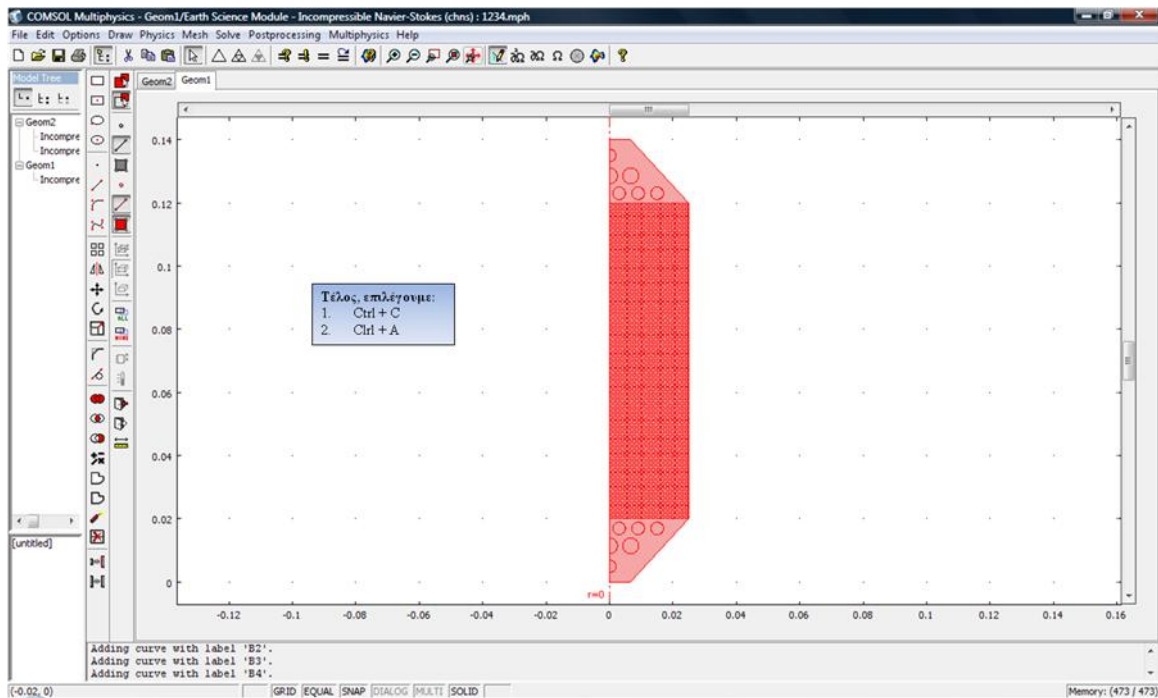 COMSOL Multiphysics - Geom1/Earth Science Module - Incompressible Navier-Stokes (chns) : 1234.mph
File Edit Options Draw Physics Mesh Solve Postprocessing Multiphysics Help
Model Tree
Geom2
Incompre
Incompre
Geom1
Incompre
[untitled]
Geom2 Geom1
0.14
0.12
0.1
0.08
0.06
0.04
0.02
0
Τέλος, επιλέγουμε:
1. Ctrl + C
2. Clrl + A
r=0
-0.12 -0.1 -0.08 -0.06 -0.04 -0.02 0 0.02 0.04 0.06 0.08 0.1 0.12 0.14 0.16
Adding curve with label 'B2'.
Adding curve with label 'B3'.
Adding curve with label 'B4'.
(-0.02, 0) GRID EQUAL SNAP DIALOG MULTI SOLID Memory: (473 / 473)